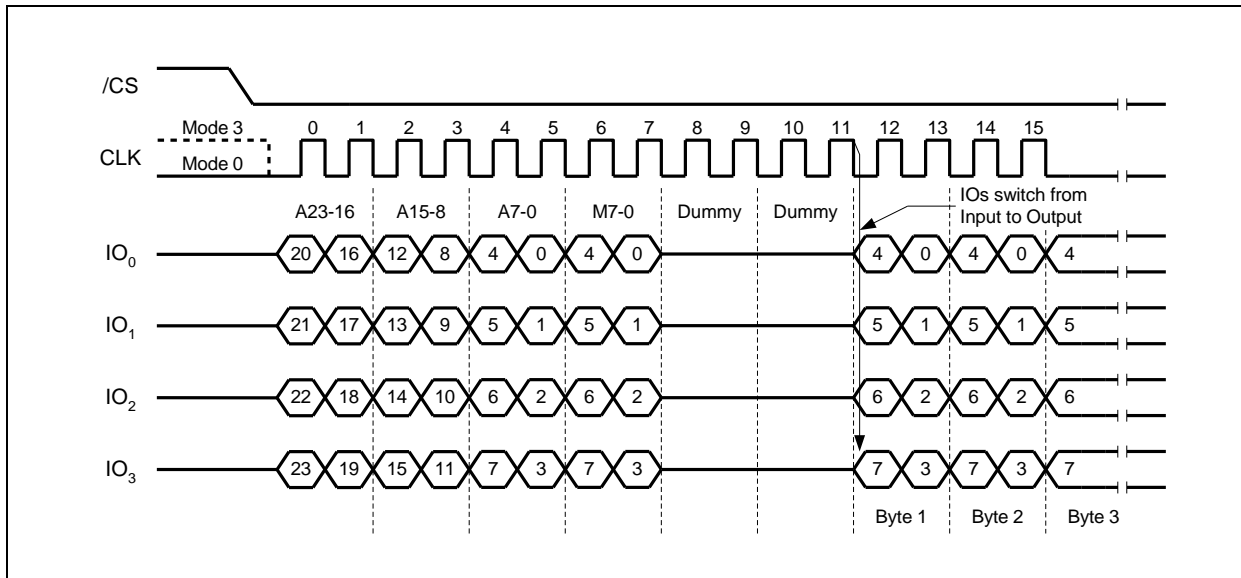 /CS
Mode 3 0 1 2 3 4 5 6 7 8 9 10 11 12 13 14 15
CLK
Mode 0
A23-16 A15-8 A7-0 M7-0 Dummy Dummy IOs switch from
Input to Output
IO0 20 16 12 8 4 0 4 0 4 0 4 0 4
IO1 21 17 13 9 5 1 5 1 5 1 5 1 5
IO2 22 18 14 10 6 2 6 2 6 2 6 2 6
IO3 23 19 15 11 7 3 7 3 7 3 7 3 7
Byte 1 Byte 2 Byte 3